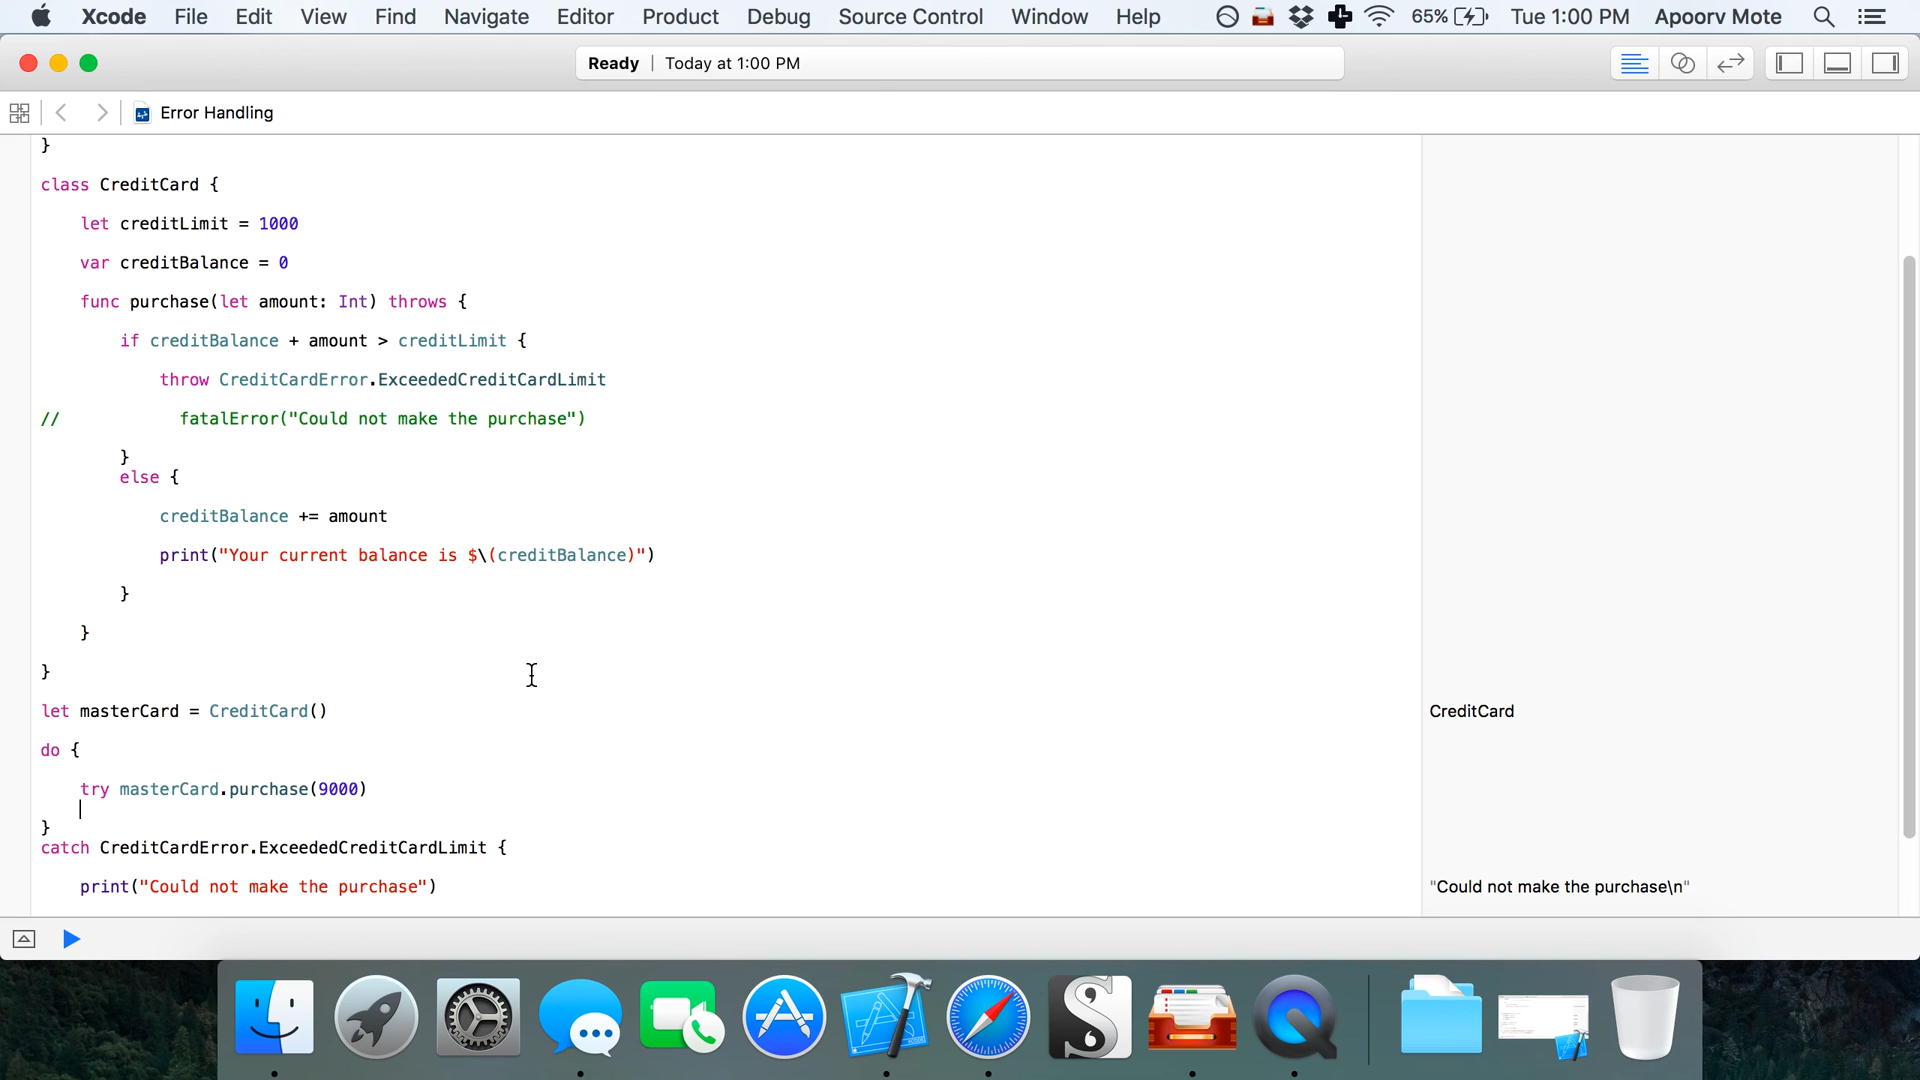 Xcode File Edit View Find Navigate Editor Product Debug Source Control Window Help 65% Tue 1:00 PM Apoorv Mote
Ready | Today at 1:00 PM
Error Handling
}
class CreditCard {
let creditLimit = 1000
var creditBalance = 0
func purchase(let amount: Int) throws {
if creditBalance + amount > creditLimit {
throw CreditCardError.ExceededCreditCardLimit
// fatalError("Could not make the purchase")
}
else {
creditBalance += amount
print("Your current balance is $\(creditBalance)")
}
}
}
let masterCard = CreditCard() CreditCard
do {
try masterCard.purchase(9000)
}
catch CreditCardError.ExceededCreditCardLimit {
print("Could not make the purchase") "Could not make the purchase\n"